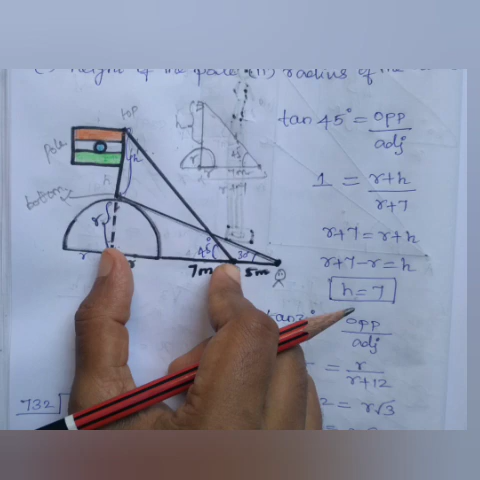 (i) height of the pole (ii) radius of the
top
pole
h
bottom
r
r
45°
30°
7m
5m
tan 45° = opp
adj
1 = r+h
r+7
r+7 = r+h
r+7-r = h
h = 7
opp
adj
= r
r+12
= r√3
732